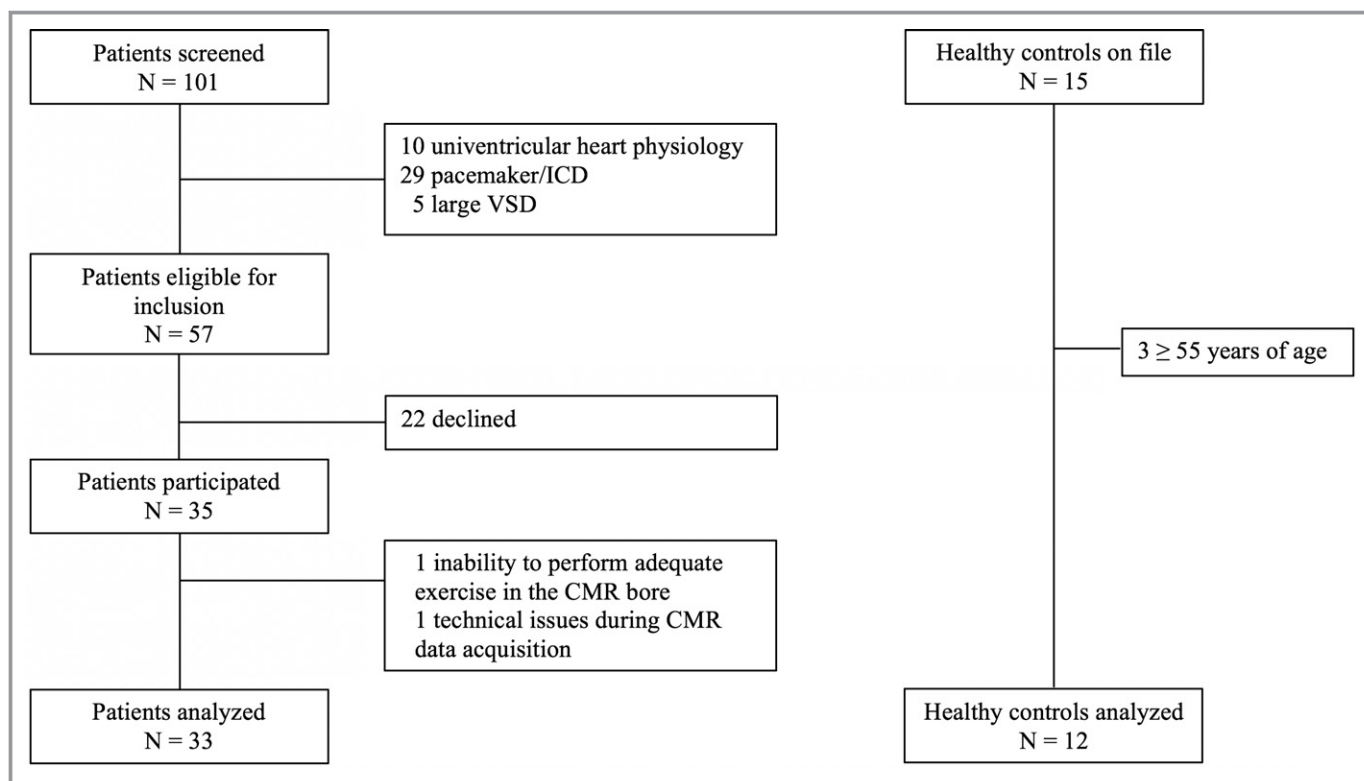 Patients screened
N = 101
10 univentricular heart physiology
29 pacemaker/ICD
5 large VSD
Patients eligible for
inclusion
N = 57
22 declined
Patients participated
N = 35
1 inability to perform adequate
exercise in the CMR bore
1 technical issues during CMR
data acquisition
Patients analyzed
N = 33
Healthy controls on file
N = 15
3 ≥ 55 years of age
Healthy controls analyzed
N = 12